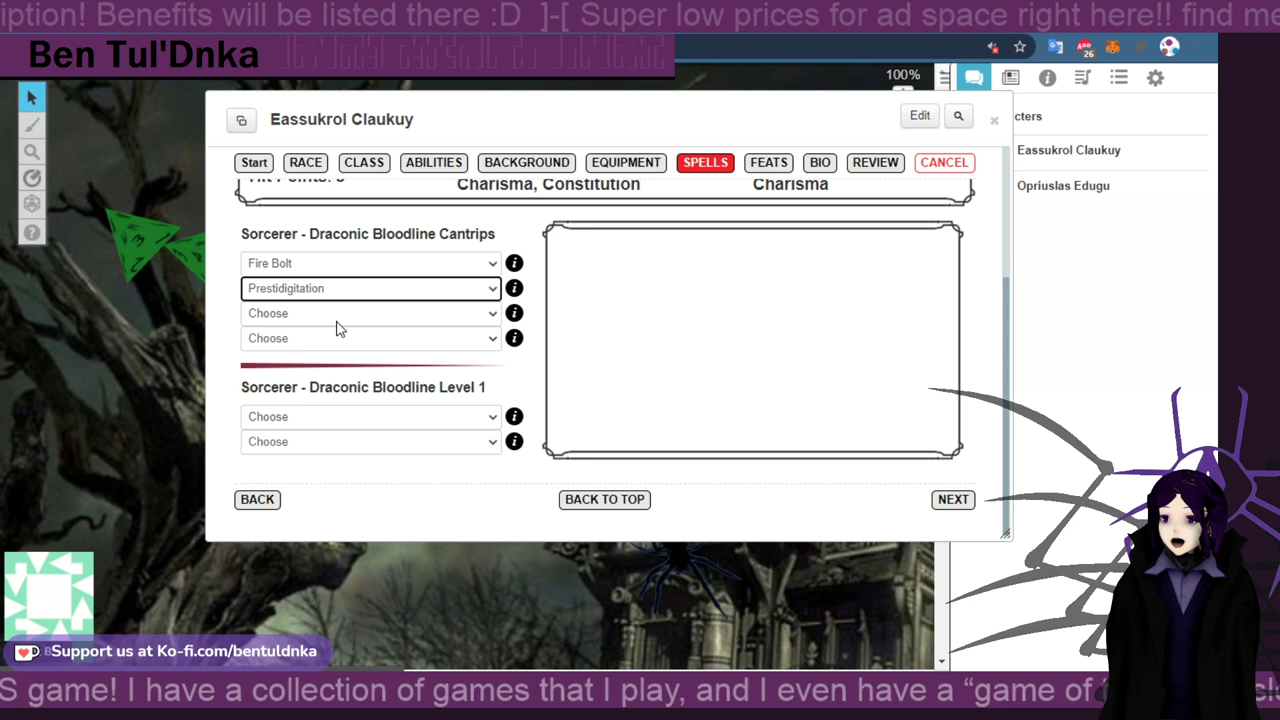 iption! Benefits will be listed there :D ]-[ Super low prices for ad space right here!! find me
Ben Tul'Dnka
ABD
26
100%
Eassukrol Claukuy
Edit
cters
Start
RACE
CLASS
ABILITIES
BACKGROUND
EQUIPMENT
SPELLS
FEATS
BIO
REVIEW
CANCEL
Eassukrol Claukuy
Charisma, Constitution
Charisma
Opriuslas Edugu
Sorcerer - Draconic Bloodline Cantrips
Fire Bolt
Prestidigitation
Choose
Choose
Sorcerer - Draconic Bloodline Level 1
Choose
Choose
BACK
BACK TO TOP
NEXT
Support us at Ko-fi.com/bentuldnka
S game! I have a collection of games that I play, and I even have a “game of